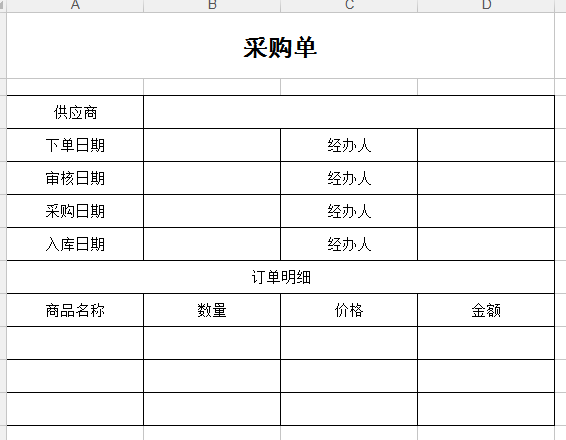 A B C D
采购单
供应商
下单日期 经办人
审核日期 经办人
采购日期 经办人
入库日期 经办人
订单明细
商品名称 数量 价格 金额